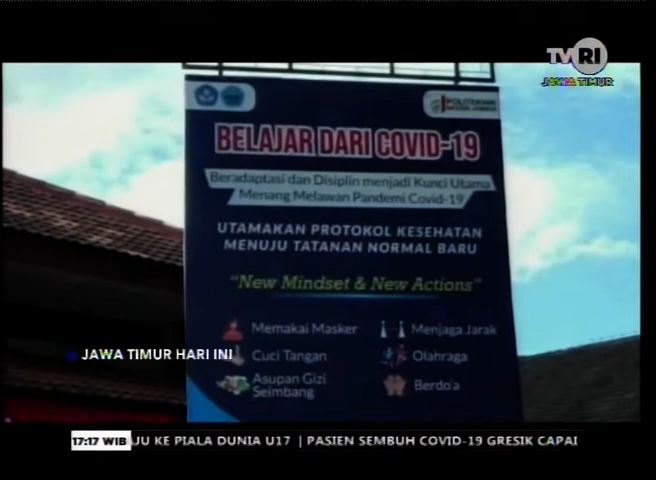 TVRI
JAWA TIMUR
POLITEKNIK
BELAJAR DARI COVID-19
Beradaptasi dan Disiplin menjadi Kunci Utama
Menang Melawan Pandemi Covid-19
UTAMAKAN PROTOKOL KESEHATAN
MENUJU TATANAN NORMAL BARU
"New Mindset & New Actions"
Memakai Masker
Menjaga Jarak
Cuci Tangan
Olahraga
Asupan Gizi
Seimbang
Berdo'a
JAWA TIMUR HARI INI
17:17 WIB JU KE PIALA DUNIA U17 | PASIEN SEMBUH COVID-19 GRESIK CAPAI